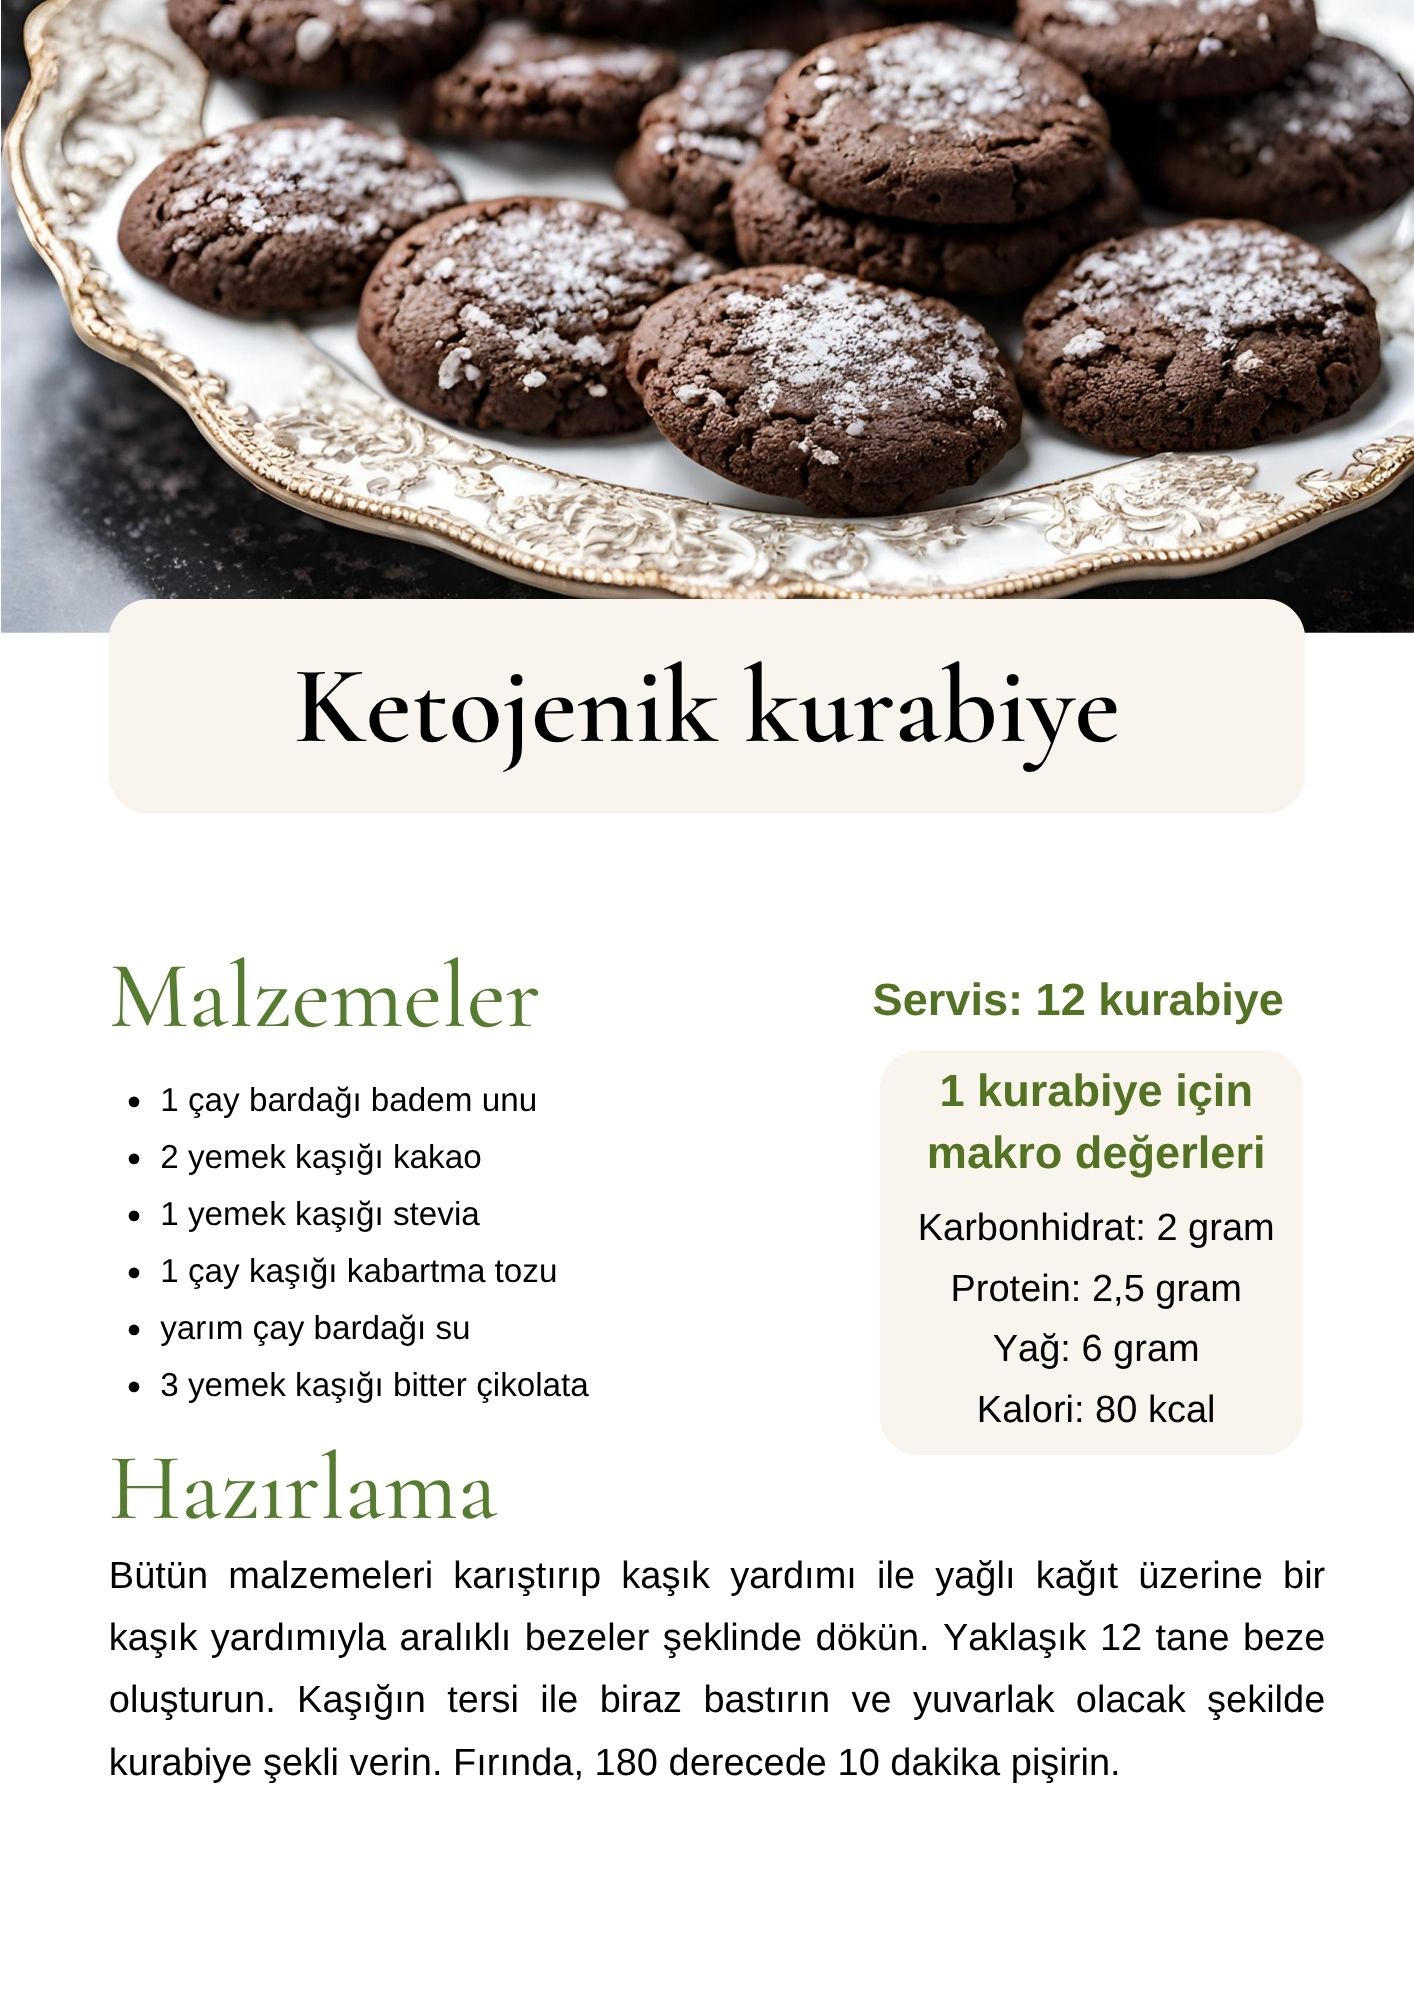 Ketojenik kurabiye
Malzemeler
1 çay bardağı badem unu
2 yemek kaşığı kakao
1 yemek kaşığı stevia
1 çay kaşığı kabartma tozu
yarım çay bardağı su
3 yemek kaşığı bitter çikolata
Servis: 12 kurabiye
1 kurabiye için
makro değerleri
Karbonhidrat: 2 gram
Protein: 2,5 gram
Yağ: 6 gram
Kalori: 80 kcal
Hazırlama
Bütün malzemeleri karıştırıp kaşık yardımı ile yağlı kağıt üzerine bir
kaşık yardımıyla aralıklı bezeler şeklinde dökün. Yaklaşık 12 tane beze
oluşturun. Kaşığın tersi ile biraz bastırın ve yuvarlak olacak şekilde
kurabiye şekli verin. Fırında, 180 derecede 10 dakika pişirin.